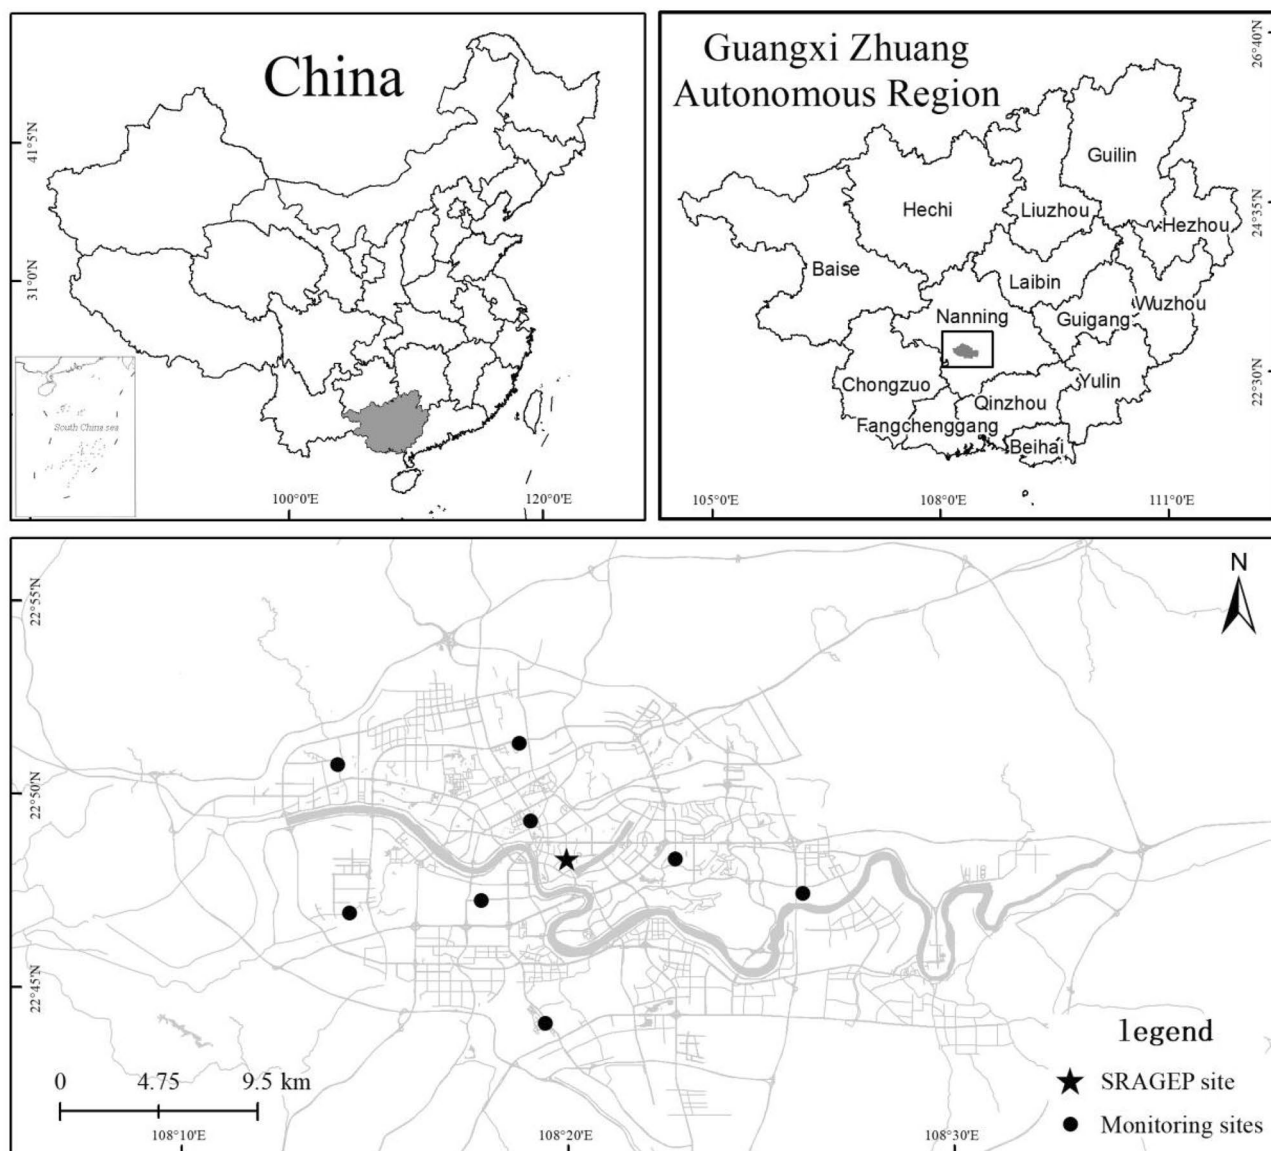 China
41°5'N
31°0'N
South China sea
100°0'E
120°0'E
Guangxi Zhuang
Autonomous Region
26°40'N
24°35'N
22°30'N
Guilin
Hechi
Liuzhou
Hezhou
Baise
Laibin
Wuzhou
Nanning
Guigang
Chongzuo
Yulin
Qinzhou
Fangchenggang
Beihai
105°0'E
108°0'E
111°0'E
N
22°55'N
22°50'N
22°45'N
legend
SRAGEP site
Monitoring sites
0 4.75 9.5 km
108°10'E
108°20'E
108°30'E